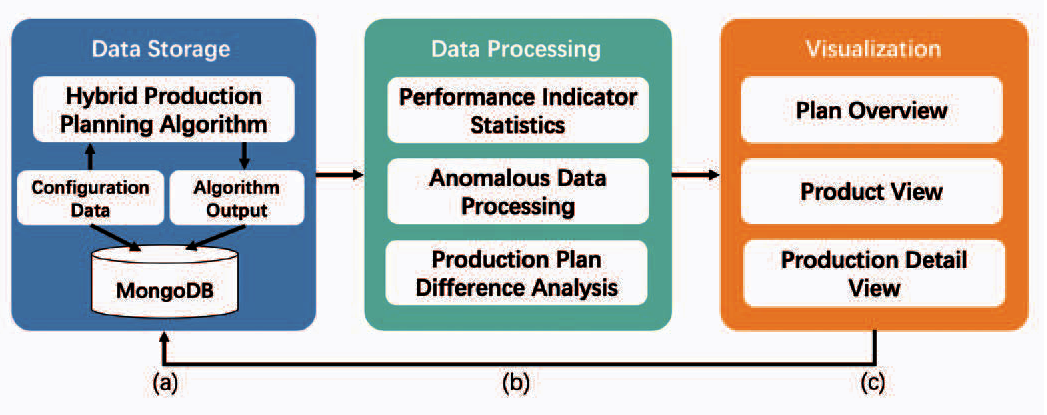 Data Storage
Hybrid Production
Planning Algorithm
Configuration
Data
Algorithm
Output
MongoDB
Data Processing
Performance Indicator
Statistics
Anomalous Data
Processing
Production Plan
Difference Analysis
Visualization
Plan Overview
Product View
Production Detail
View
(a)
(b)
(c)